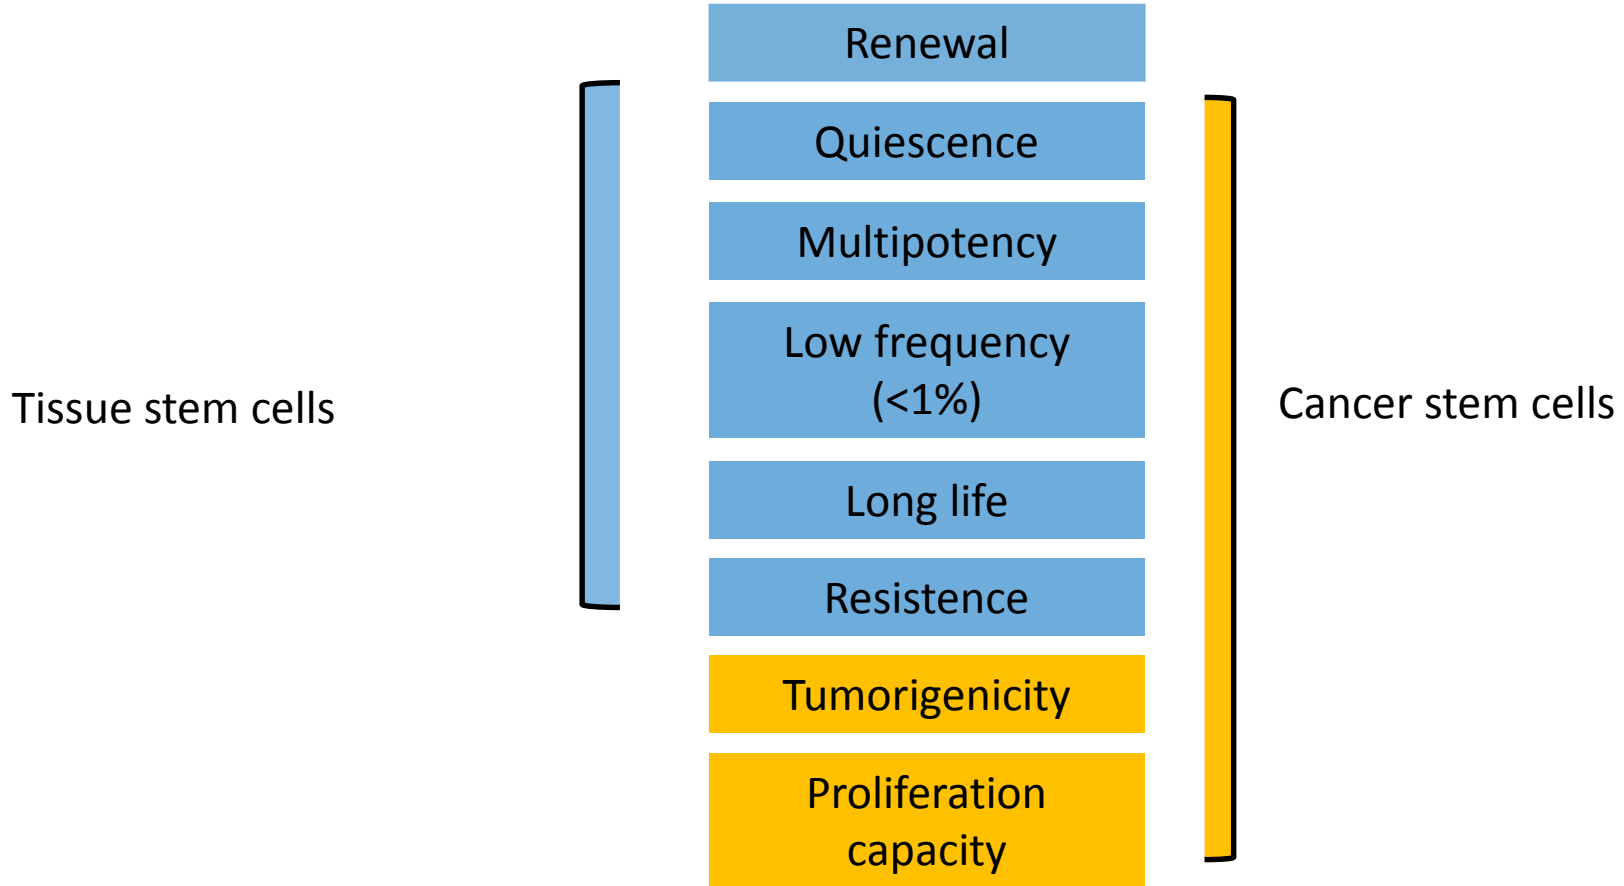 Renewal
Quiescence
Multipotency
Low frequency
(<1%)
Tissue stem cells
Cancer stem cells
Long life
Resistence
Tumorigenicity
Proliferation
capacity